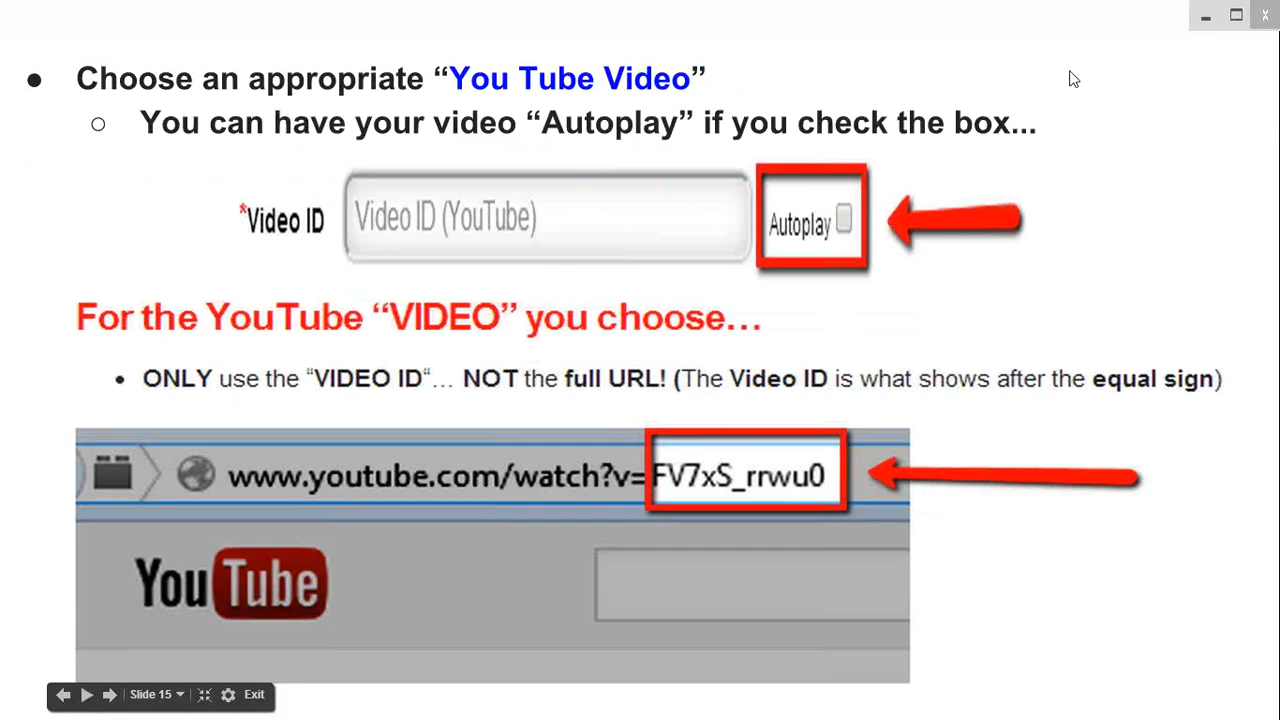 ● Choose an appropriate “You Tube Video”
○ You can have your video “Autoplay” if you check the box...
*Video ID Video ID (YouTube) Autoplay
For the YouTube “VIDEO” you choose…
• ONLY use the “VIDEO ID“… NOT the full URL! (The Video ID is what shows after the equal sign)
www.youtube.com/watch?v=FV7xS_rrwu0
YouTube
Slide 15 Exit